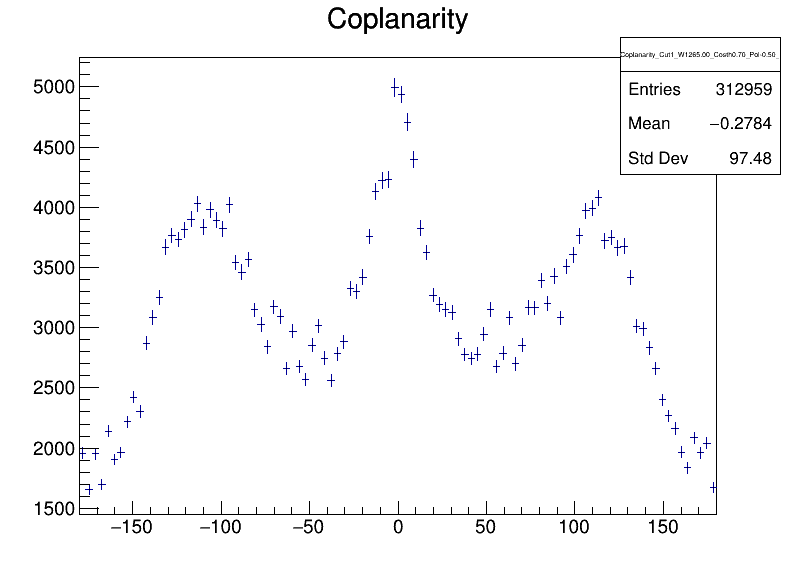 Coplanarity
Coplanarity_Cut1_W1265.00_Costh0.70_Pol-0.50_
Entries 312959
Mean −0.2784
Std Dev 97.48
5000
4500
4000
3500
3000
2500
2000
1500
−150 −100 −50 0 50 100 150